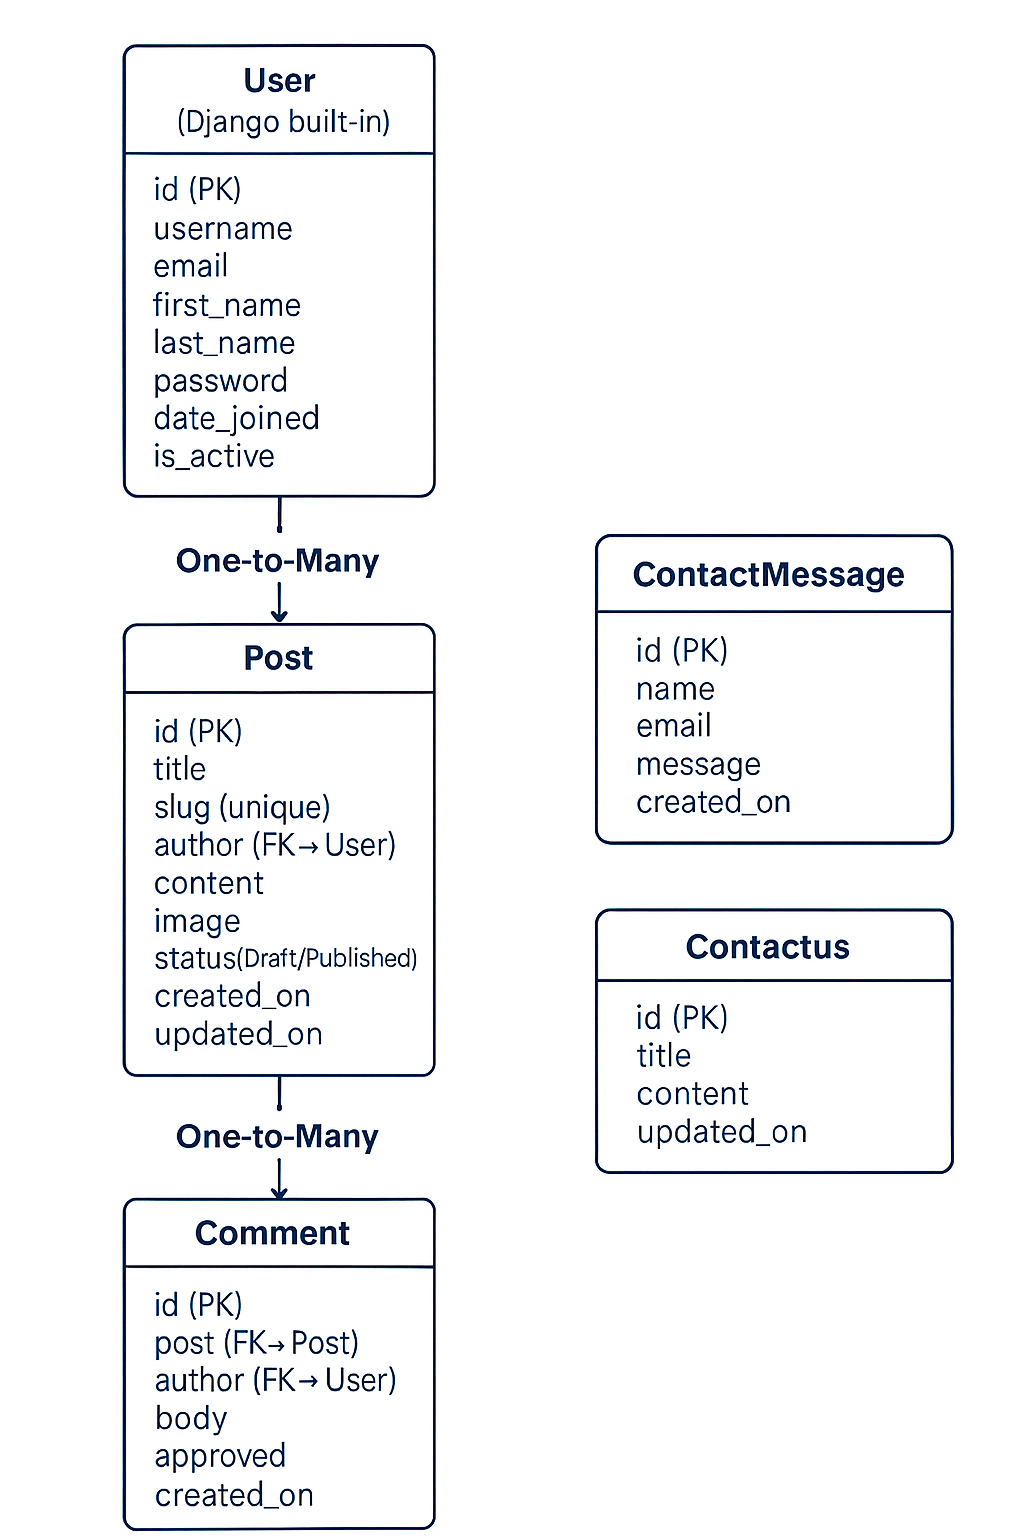 User
(Django built-in)
id (PK)
username
email
first_name
last_name
password
date_joined
is_active
One-to-Many
Post
id (PK)
title
slug (unique)
author (FK→User)
content
image
status(Draft/Published)
created_on
updated_on
One-to-Many
Comment
id (PK)
post (FK→Post)
author (FK→User)
body
approved
created_on
ContactMessage
id (PK)
name
email
message
created_on
Contactus
id (PK)
title
content
updated_on